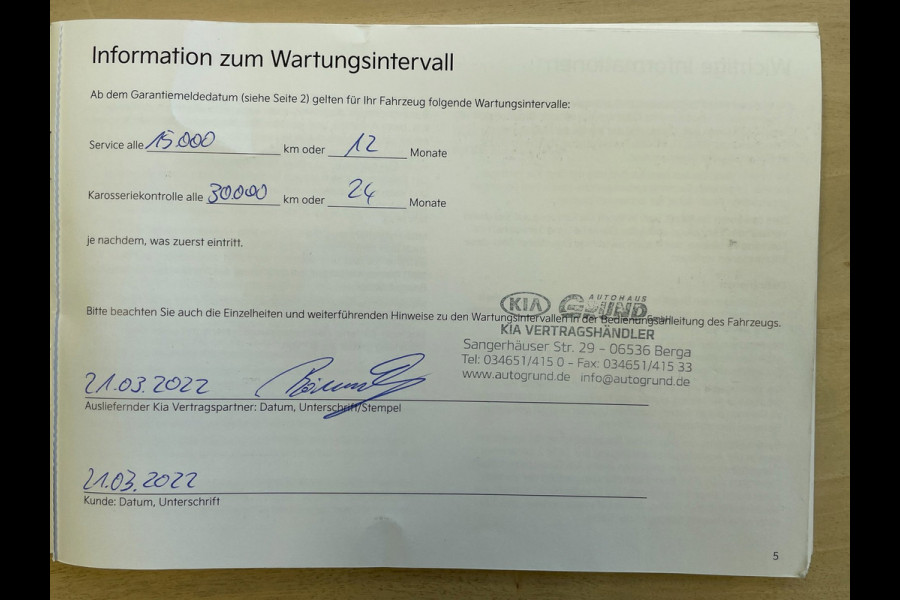 Information zum Wartungsintervall
Ab dem Garantiemeldedatum (siehe Seite 2) gelten für Ihr Fahrzeug folgende Wartungsintervalle:
Service alle 15.000 km oder 12 Monate
Karosseriekontrolle alle 30000 km oder 24 Monate
je nachdem, was zuerst eintritt.
Bitte beachten Sie auch die Einzelheiten und weiterführenden Hinweise zu den Wartungsintervallen in der Bedienungsanleitung des Fahrzeugs.
KIA AUTOHAUS GRUND
KIA VERTRAGSHÄNDLER
Sangerhäuser Str. 29 - 06536 Berga
Tel: 034651/415 0 - Fax: 034651/415 33
www.autogrund.de info@autogrund.de
21.03.2022
Ausliefernder Kia Vertragspartner: Datum, Unterschrift/Stempel
21.03.2022
Kunde: Datum, Unterschrift
5